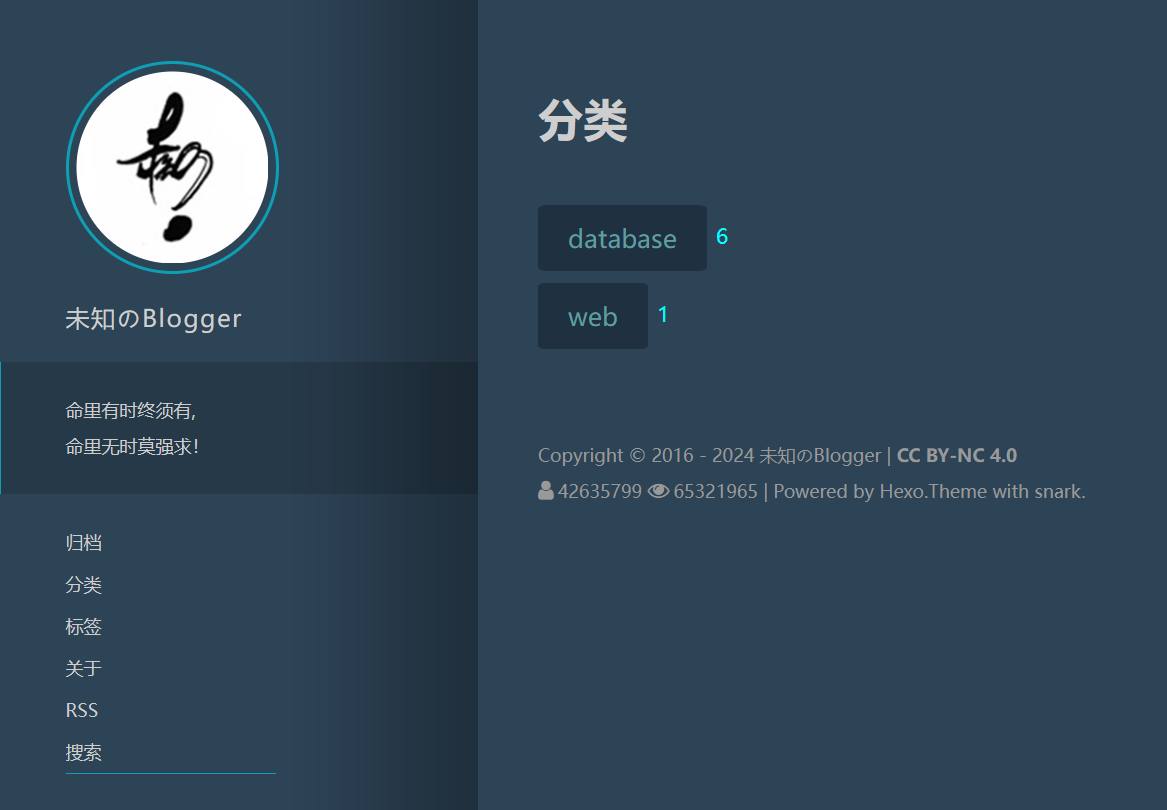 未知のBlogger
命里有时终须有,
命里无时莫强求!
归档
分类
标签
关于
RSS
搜索
分类
database 6
web 1
Copyright © 2016 - 2024 未知のBlogger | CC BY-NC 4.0
42635799 65321965 | Powered by Hexo.Theme with snark.